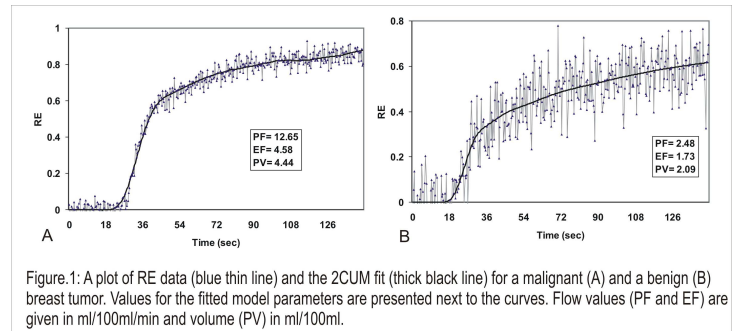 1
0.8
0.6
0.4
0.2
0
RE
PF= 12.65
EF= 4.58
PV= 4.44
0 18 36 54 72 90 108 126
A
Time (sec)
0.8
0.6
0.4
0.2
0
RE
PF= 2.48
EF= 1.73
PV= 2.09
0 18 36 54 72 90 108 126
B
Time (sec)
Figure.1: A plot of RE data (blue thin line) and the 2CUM fit (thick black line) for a malignant (A) and a benign (B)
breast tumor. Values for the fitted model parameters are presented next to the curves. Flow values (PF and EF) are
given in ml/100ml/min and volume (PV) in ml/100ml.